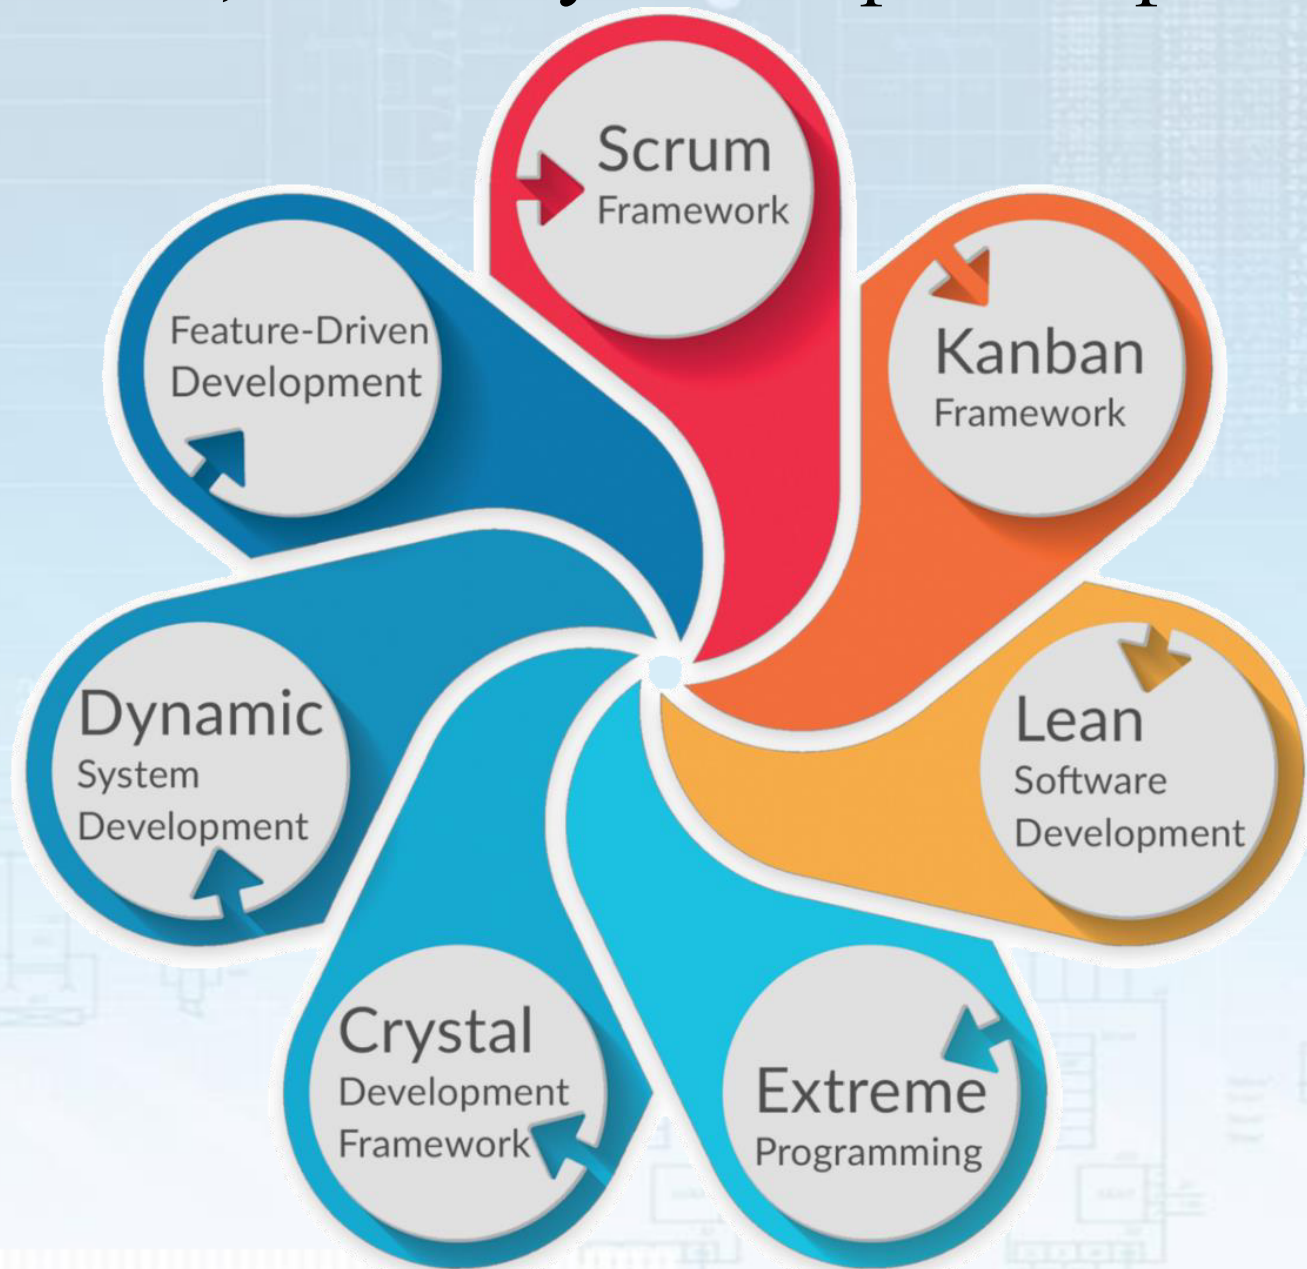 Scrum
Framework
Kanban
Framework
Lean
Software
Development
Extreme
Programming
Crystal
Development
Framework
Dynamic
System
Development
Feature-Driven
Development